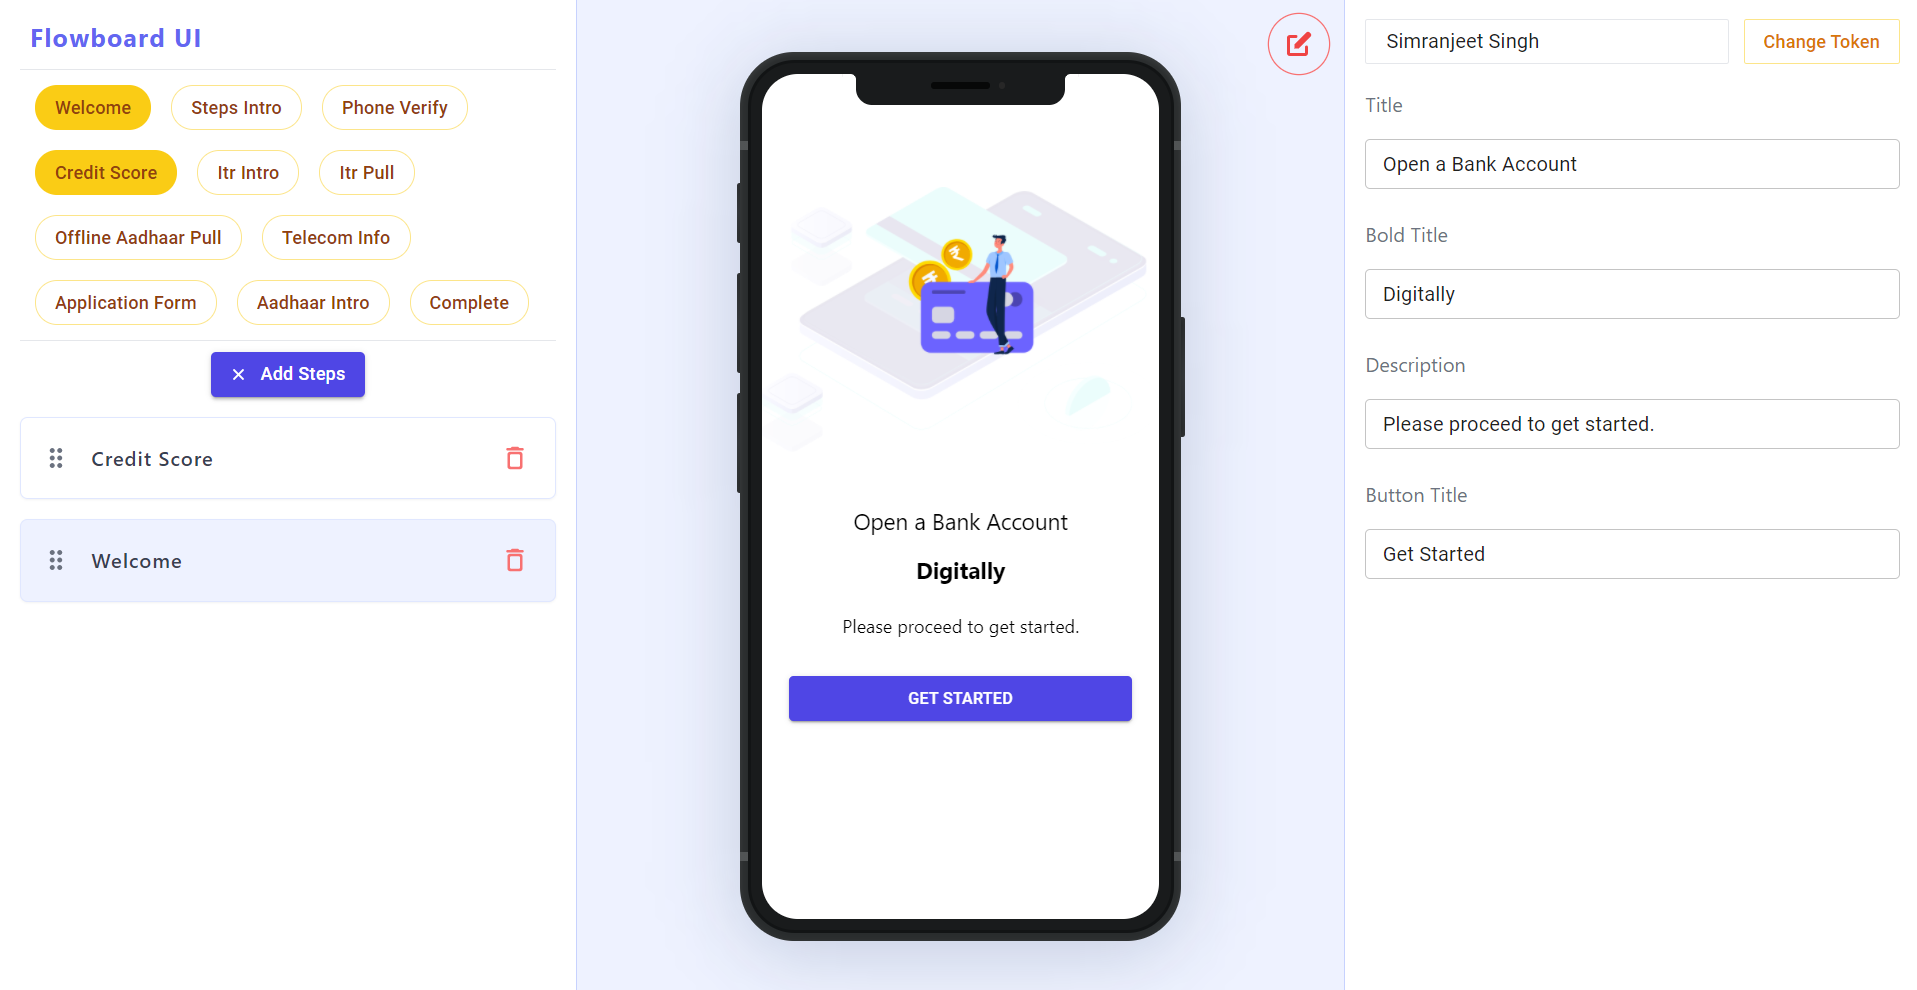 Flowboard UI
Welcome
Steps Intro
Phone Verify
Credit Score
Itr Intro
Itr Pull
Offline Aadhaar Pull
Telecom Info
Application Form
Aadhaar Intro
Complete
Add Steps
Credit Score
Welcome
Open a Bank Account
Digitally
Please proceed to get started.
GET STARTED
Simranjeet Singh
Change Token
Title
Open a Bank Account
Bold Title
Digitally
Description
Please proceed to get started.
Button Title
Get Started